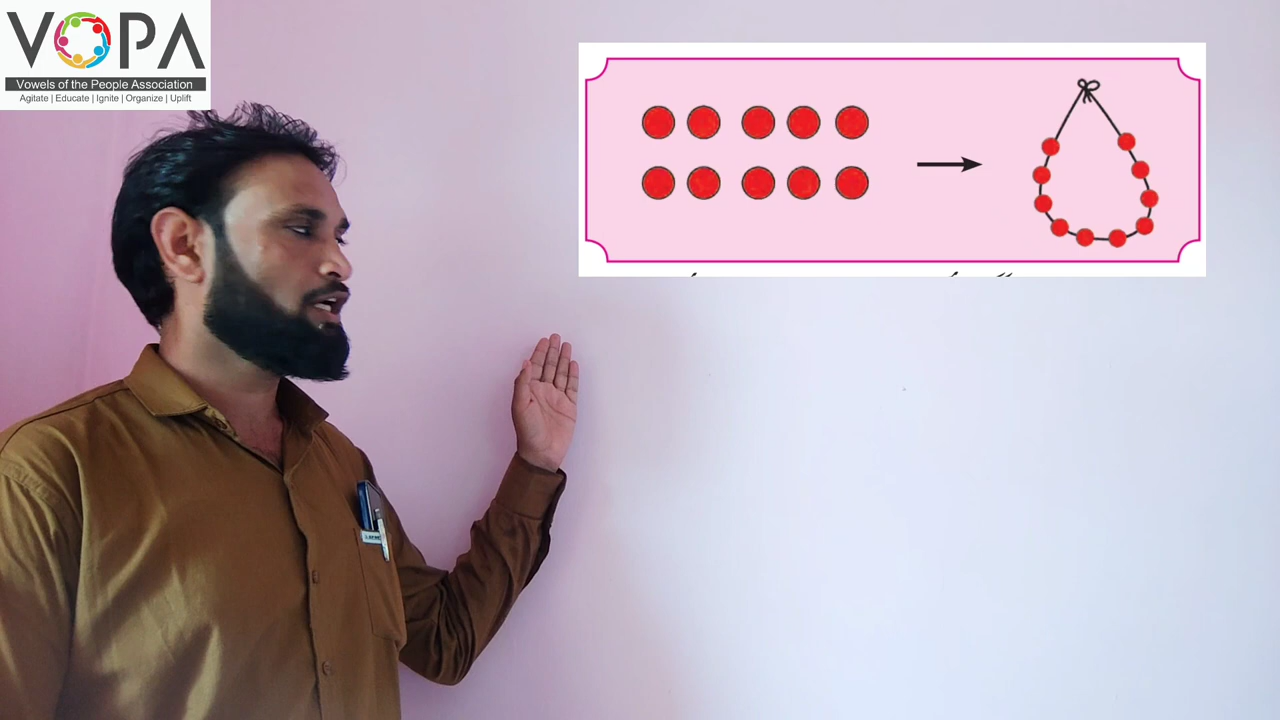 VOPA
Vowels of the People Association
Agitate | Educate | Ignite | Organize | Uplift